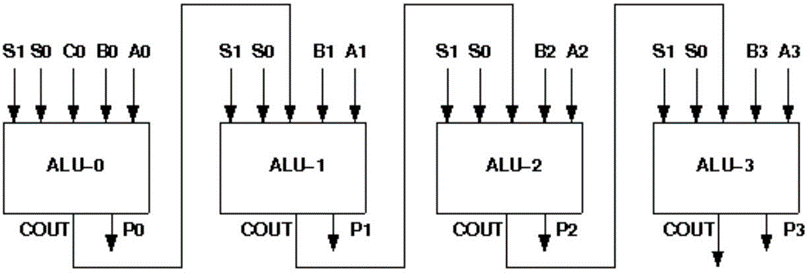 S1 S0 C0 B0 A0 S1 S0 B1 A1 S1 S0 B2 A2 S1 S0 B3 A3
ALU-0 ALU-1 ALU-2 ALU-3
COUT P0 COUT P1 COUT P2 COUT P3